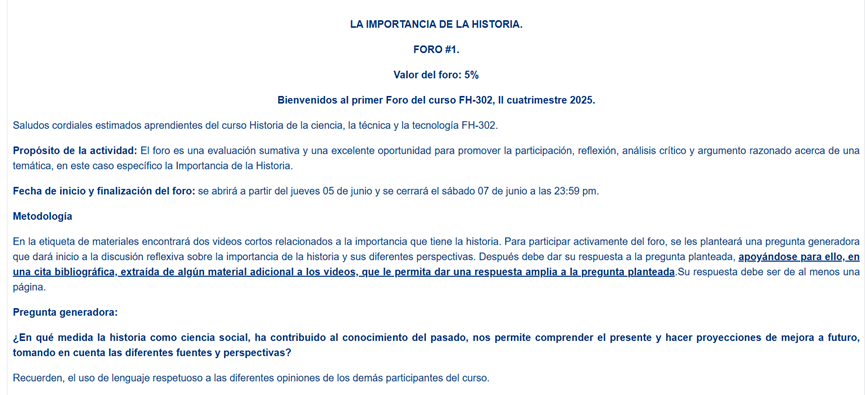 LA IMPORTANCIA DE LA HISTORIA.
FORO #1.
Valor del foro: 5%
Bienvenidos al primer Foro del curso FH-302, II cuatrimestre 2025.
Saludos cordiales estimados aprendientes del curso Historia de la ciencia, la técnica y la tecnología FH-302.
Propósito de la actividad: El foro es una evaluación sumativa y una excelente oportunidad para promover la participación, reflexión, análisis crítico y argumento razonado acerca de una
temática, en este caso específico la Importancia de la Historia.
Fecha de inicio y finalización del foro: se abrirá a partir del jueves 05 de junio y se cerrará el sábado 07 de junio a las 23:59 pm.
Metodología
En la etiqueta de materiales encontrará dos videos cortos relacionados a la importancia que tiene la historia. Para participar activamente del foro, se les planteará una pregunta generadora
que dará inicio a la discusión reflexiva sobre la importancia de la historia y sus diferentes perspectivas. Después debe dar su respuesta a la pregunta planteada, apoyándose para ello, en
una cita bibliográfica, extraída de algún material adicional a los videos, que le permita dar una respuesta amplia a la pregunta planteada.Su respuesta debe ser de al menos una
página.
Pregunta generadora:
¿En qué medida la historia como ciencia social, ha contribuido al conocimiento del pasado, nos permite comprender el presente y hacer proyecciones de mejora a futuro,
tomando en cuenta las diferentes fuentes y perspectivas?
Recuerden, el uso de lenguaje respetuoso a las diferentes opiniones de los demás participantes del curso.